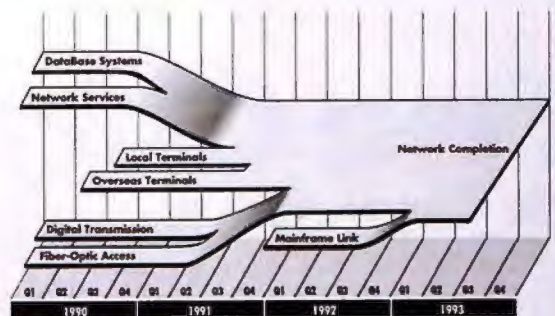 DataBase Systems
Network Services
Local Terminals
Network Completion
Overseas Terminals
Digital Transmission
Mainframe Link
Fiber-Optic Access
Q1 Q2 Q3 Q4 Q1 Q2 Q3 Q4 Q1 Q2 Q3 Q4 Q1 Q2 Q3 Q4
1990 1991 1992 1993